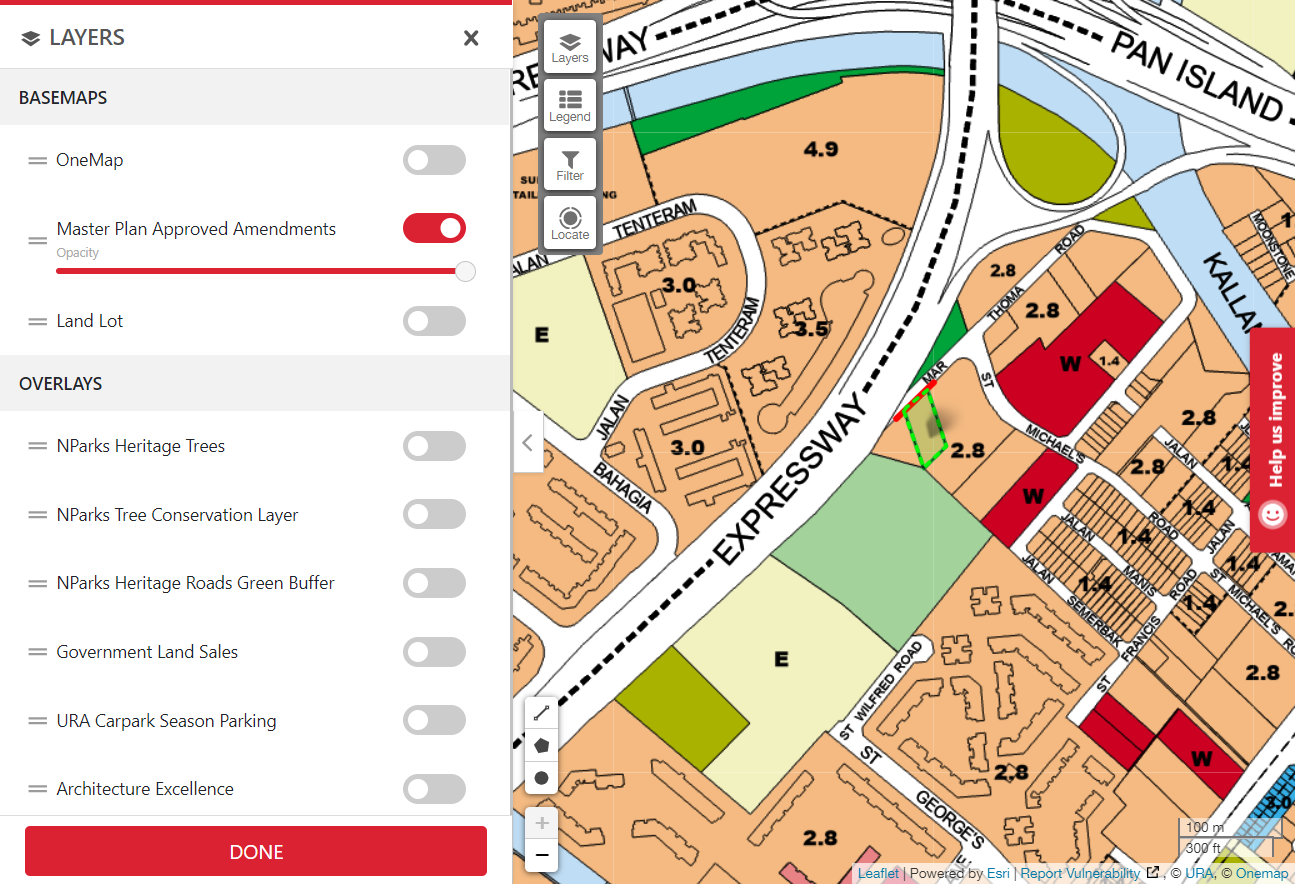 LAYERS
BASEMAPS
OneMap
Master Plan Approved Amendments
Opacity
Land Lot
OVERLAYS
NParks Heritage Trees
NParks Tree Conservation Layer
NParks Heritage Roads Green Buffer
Government Land Sales
URA Carpark Season Parking
Architecture Excellence
DONE
Layers
Legend
Filter
Locate
WAY
PAN ISLAND
4.9
NG
JALAN
TENTERAM
3.0
E
3.5
TENTERAM
JALAN
3.0
BAHAGIA
EXPRESSWAY
2.8
THOMA
ROAD
2.8
MAR
ST
W
1.4
MICHAEL'S
2.8
W
MOONSTONE
KALLAN
2.8
JALAN
2.8
1.4
ROAD
1.4
JALAN
1.4
JALAN
MANIS
1.4
JALAN
SEMERBAK
ROAD
1.4
FRANCIS
ST
ST
MICHAEL'S
2.8
W
E
ST WILFRED ROAD
ST
GEORGE'S
2.8
2.8
Help us improve
+
−
100 m
300 ft
Leaflet | Powered by Esri | Report Vulnerability , © URA, © Onemap